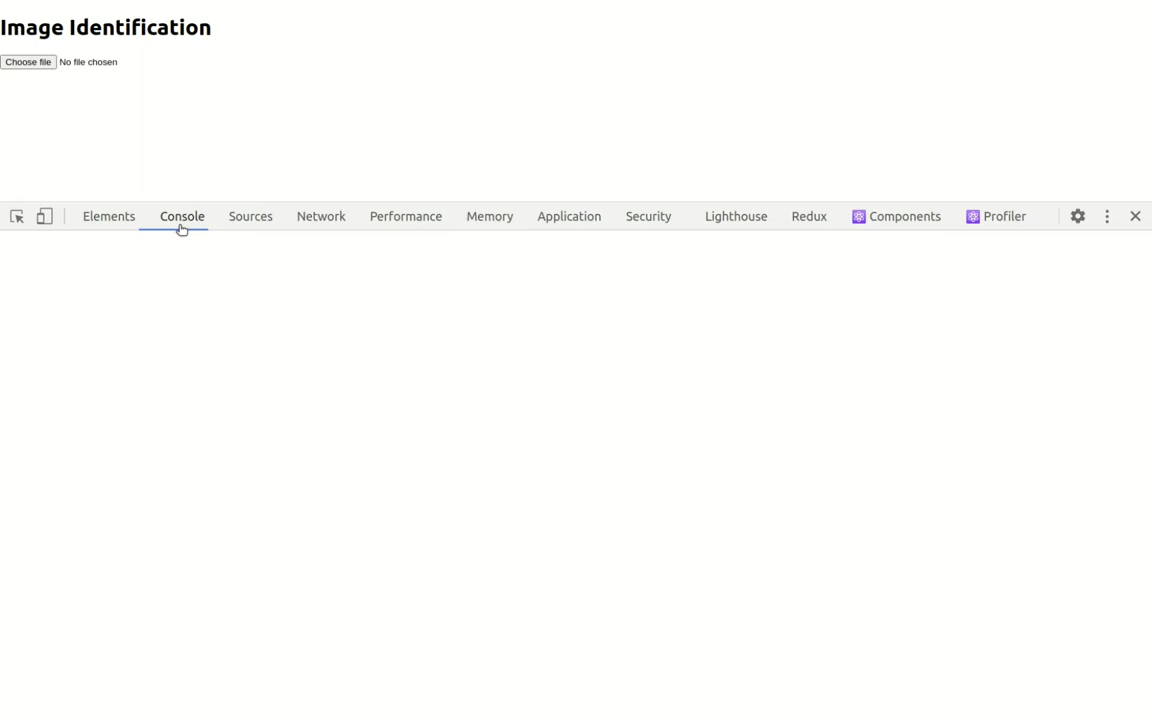 Image Identification
Choose file No file chosen
Elements Console Sources Network Performance Memory Application Security Lighthouse Redux Components Profiler